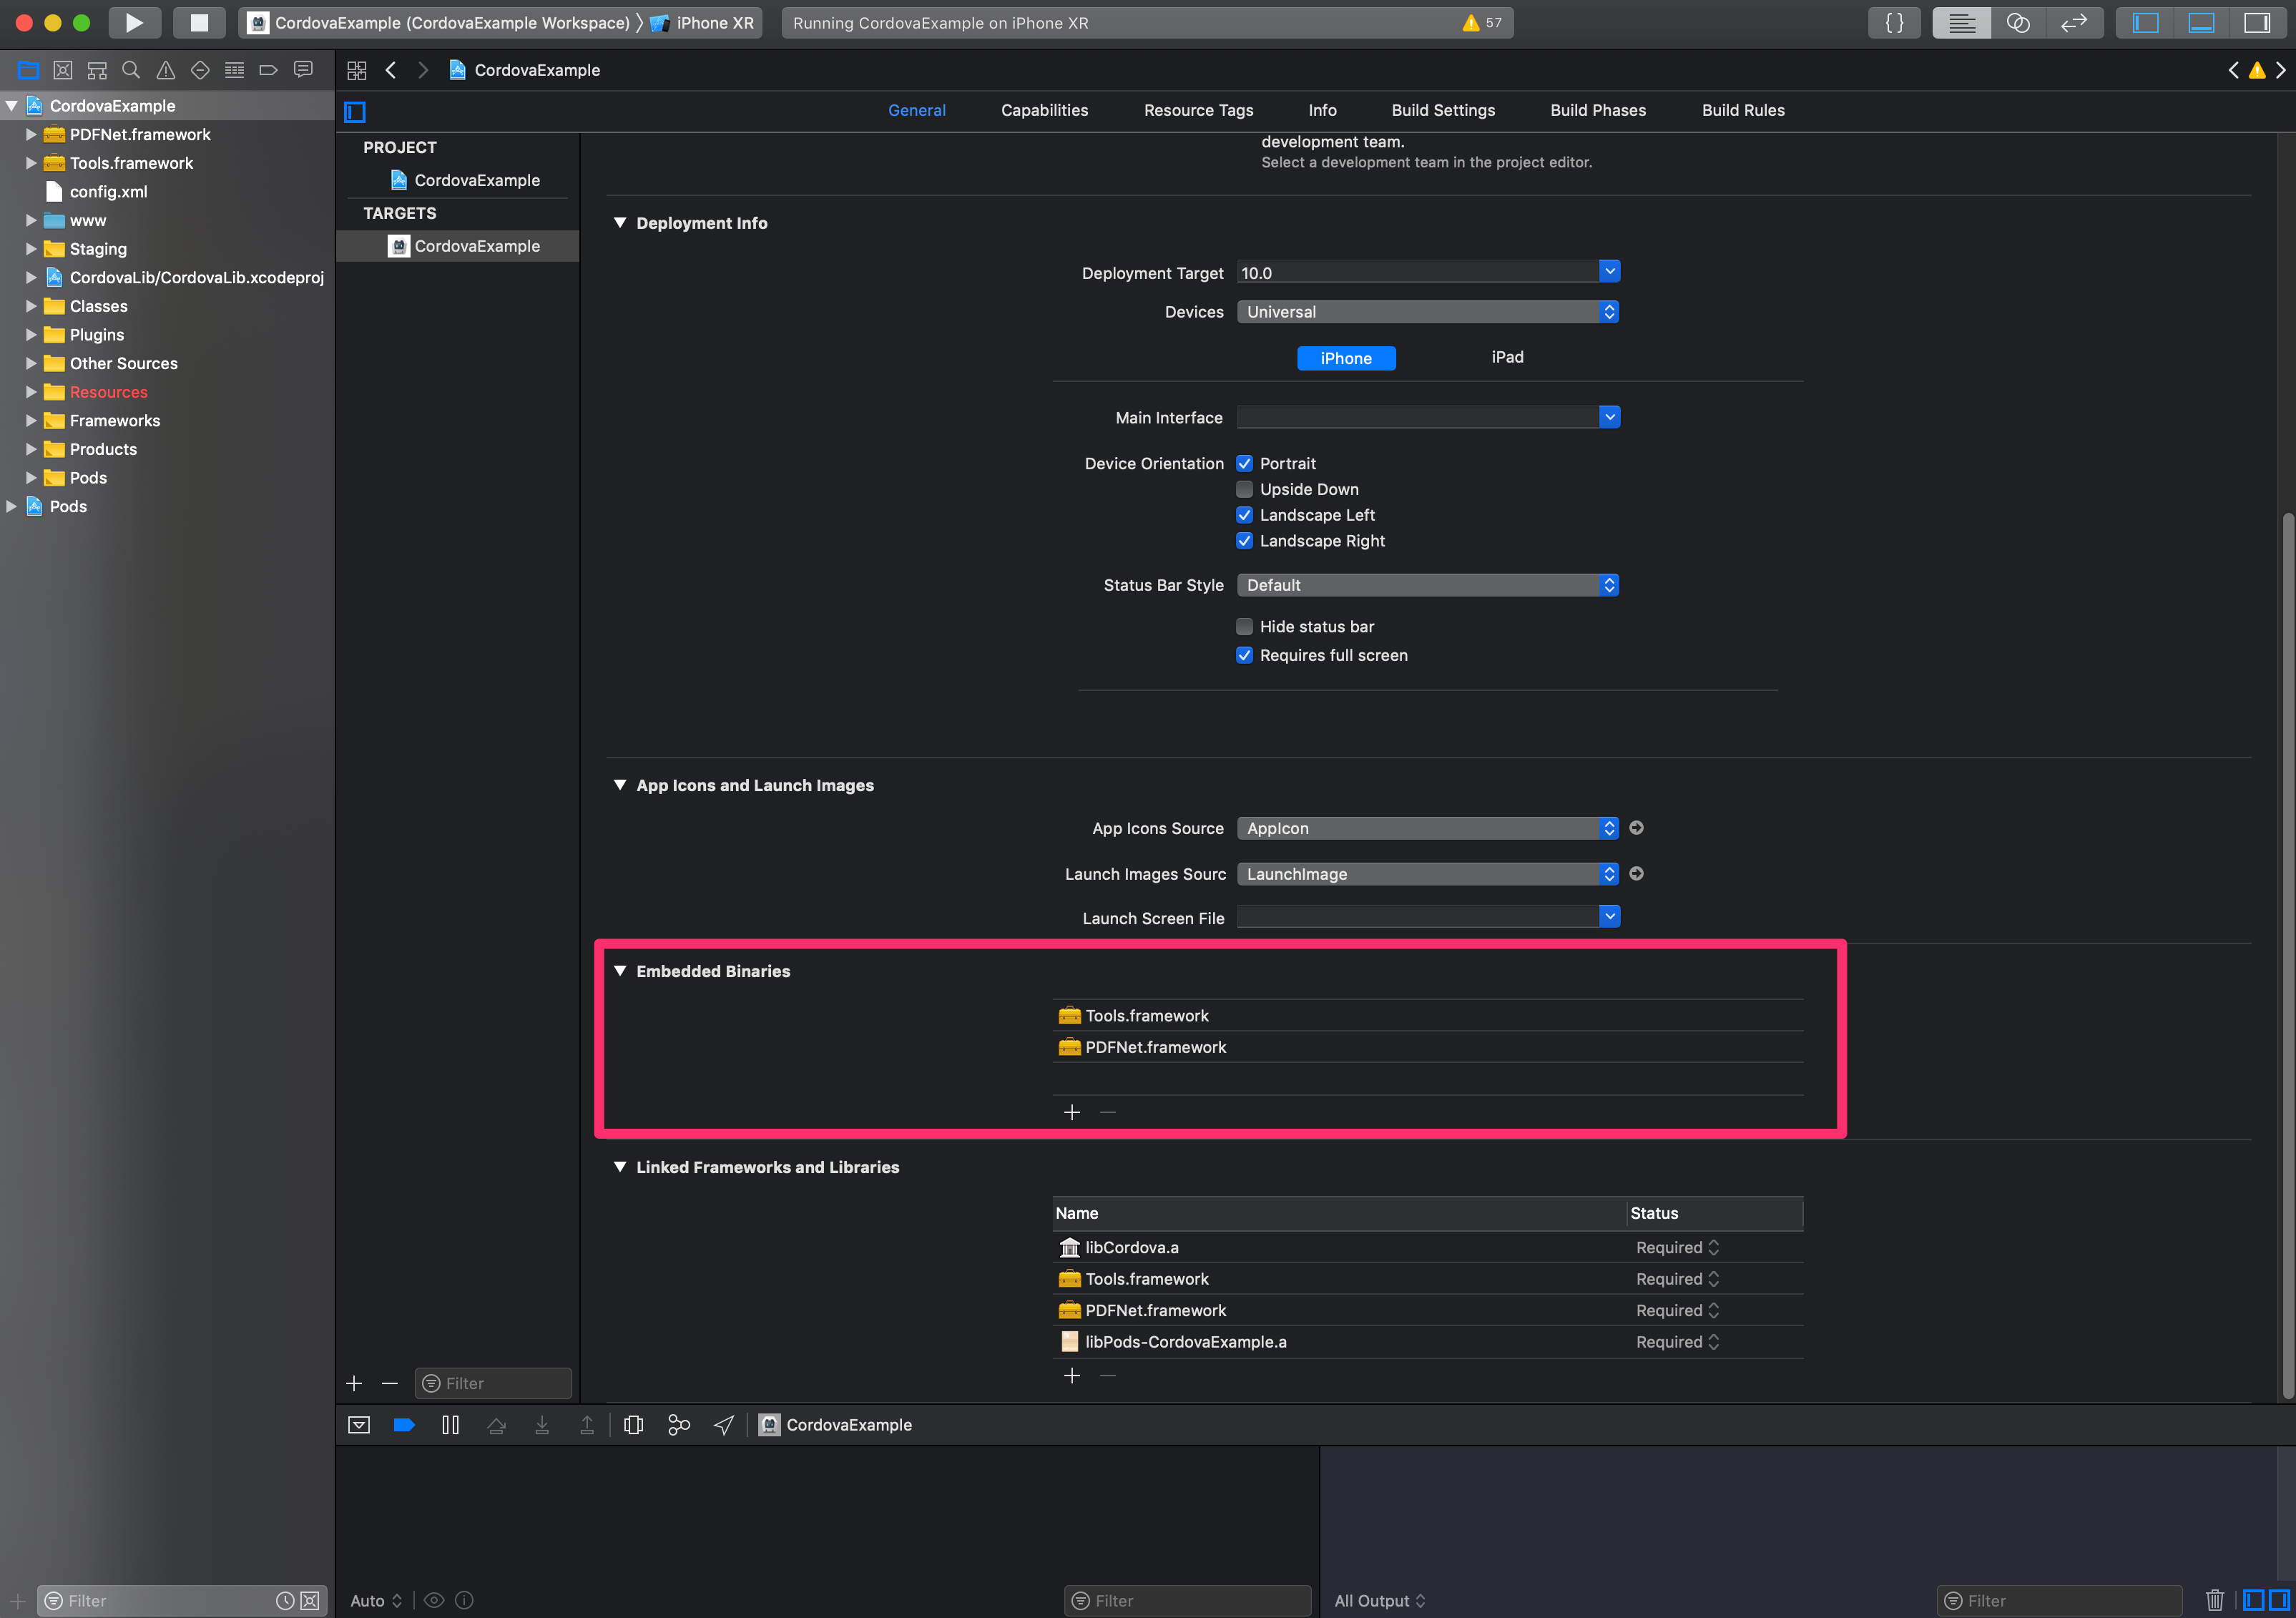 CordovaExample (CordovaExample Workspace) iPhone XR
Running CordovaExample on iPhone XR
57
{ }
CordovaExample
General
Capabilities
Resource Tags
Info
Build Settings
Build Phases
Build Rules
CordovaExample
PDFNet.framework
Tools.framework
config.xml
www
Staging
CordovaLib/CordovaLib.xcodeproj
Classes
Plugins
Other Sources
Resources
Frameworks
Products
Pods
Pods
Filter
PROJECT
CordovaExample
TARGETS
CordovaExample
Filter
development team.
Select a development team in the project editor.
Deployment Info
Deployment Target 10.0
Devices Universal
iPhone iPad
Main Interface
Device Orientation Portrait
Upside Down
Landscape Left
Landscape Right
Status Bar Style Default
Hide status bar
Requires full screen
App Icons and Launch Images
App Icons Source AppIcon
Launch Images Sourc LaunchImage
Launch Screen File
Embedded Binaries
Tools.framework
PDFNet.framework
Linked Frameworks and Libraries
Name Status
libCordova.a Required
Tools.framework Required
PDFNet.framework Required
libPods-CordovaExample.a Required
CordovaExample
Auto
Filter
All Output
Filter